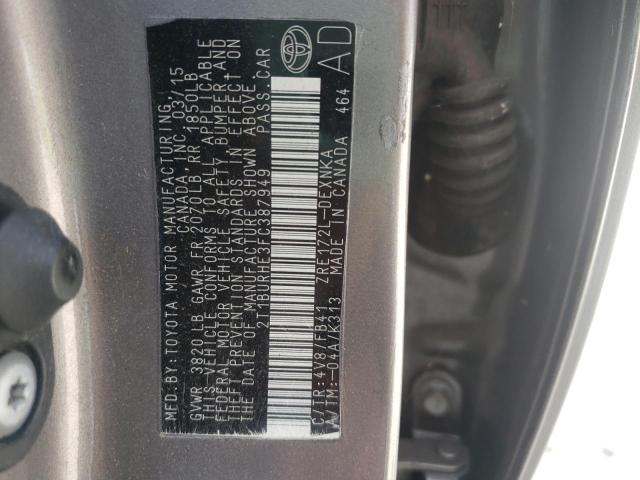 MFD.BY:TOYOTA MOTOR MANUFACTURING
CANADA, INC. 03/15
GVWR 3820 LB GAWR FR 2070 LB RR 1850LB
THIS VEHICLE CONFORMS TO ALL APPLICABLE
FEDERAL MOTOR VEHICLE SAFETY, BUMPER, AND
THEFT PREVENTION STANDARDS IN EFFECT ON
THE DATE OF MANUFACTURE SHOWN ABOVE.
2T1BURHE3FC387949 PASS.CAR
C/TR:4V8/FB41 ZRE172L-DEXNKA
A/TM:-04A/K313 MADE IN CANADA 464
AD